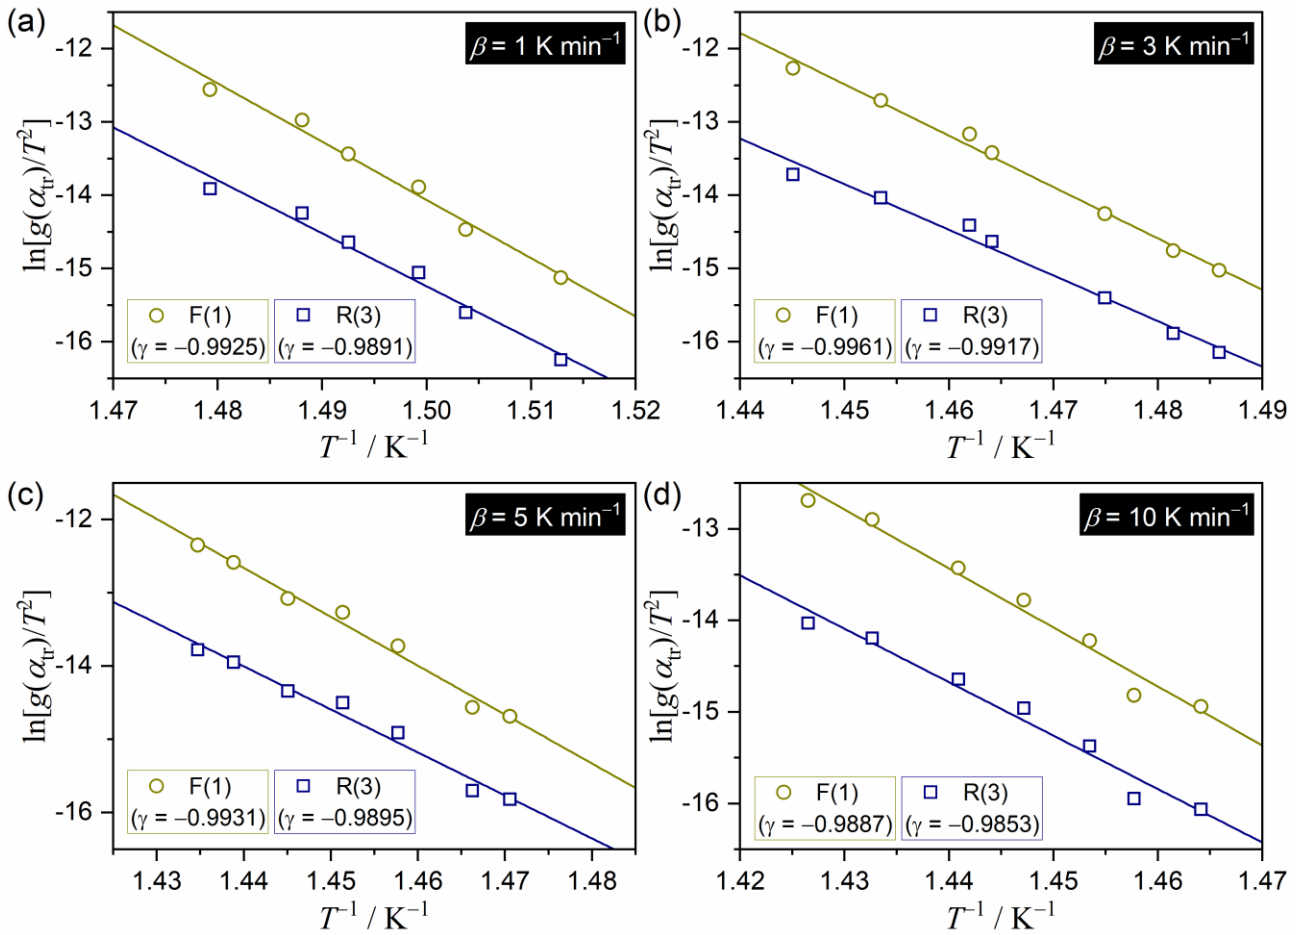 (a)
β = 1 K min⁻¹
-12
-13
-14
-15
-16
ln[g(α_tr)/T²]
F(1)
(γ = −0.9925)
R(3)
(γ = −0.9891)
1.47 1.48 1.49 1.50 1.51 1.52
T⁻¹ / K⁻¹
(b)
β = 3 K min⁻¹
-12
-13
-14
-15
-16
ln[g(α_tr)/T²]
F(1)
(γ = −0.9961)
R(3)
(γ = −0.9917)
1.44 1.45 1.46 1.47 1.48 1.49
T⁻¹ / K⁻¹
(c)
β = 5 K min⁻¹
-12
-14
-16
ln[g(α_tr)/T²]
F(1)
(γ = −0.9931)
R(3)
(γ = −0.9895)
1.43 1.44 1.45 1.46 1.47 1.48
T⁻¹ / K⁻¹
(d)
β = 10 K min⁻¹
-13
-14
-15
-16
ln[g(α_tr)/T²]
F(1)
(γ = −0.9887)
R(3)
(γ = −0.9853)
1.42 1.43 1.44 1.45 1.46 1.47
T⁻¹ / K⁻¹